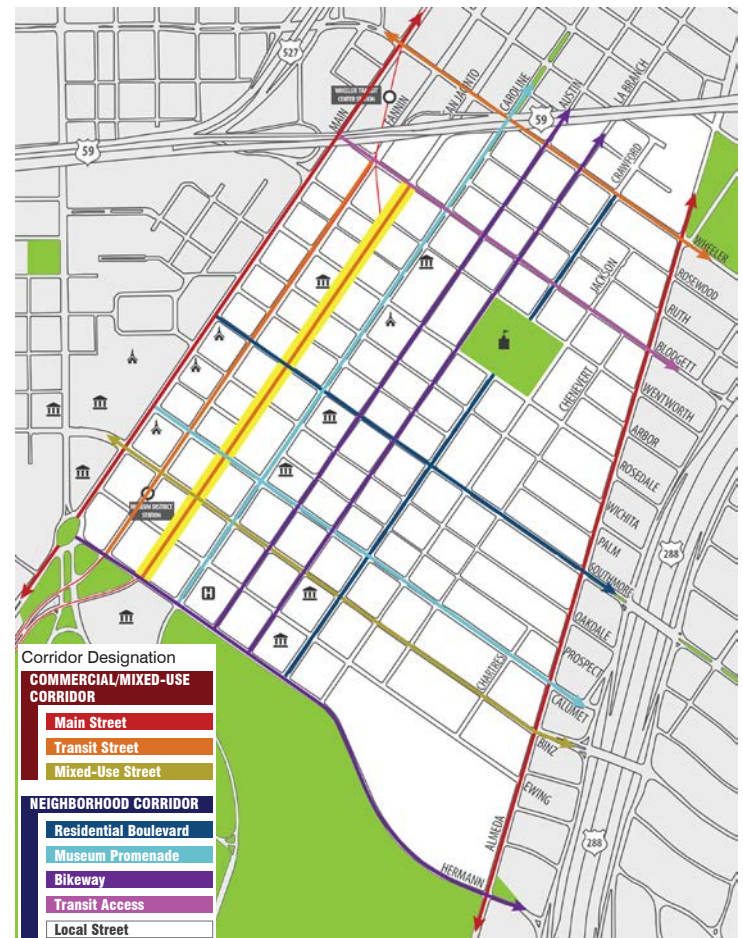 527
WHEELER TRANSIT
CENTER STATION
MAIN
FANNIN
SAN JACINTO
CAROLINE
AUSTIN
LA BRANCH
59
59
CRAWFORD
WHEELER
JACKSON
ROSEWOOD
RUTH
BLODGETT
CHENEVERT
WENTWORTH
ARBOR
ROSEDALE
WICHITA
MUSEUM DISTRICT
STATION
PALM
288
SOUTHMORE
H
OAKDALE
PROSPECT
CHARTRES
CALUMET
BINZ
EWING
ALMEDA
288
HERMANN
Corridor Designation
COMMERCIAL/MIXED-USE
CORRIDOR
Main Street
Transit Street
Mixed-Use Street
NEIGHBORHOOD CORRIDOR
Residential Boulevard
Museum Promenade
Bikeway
Transit Access
Local Street